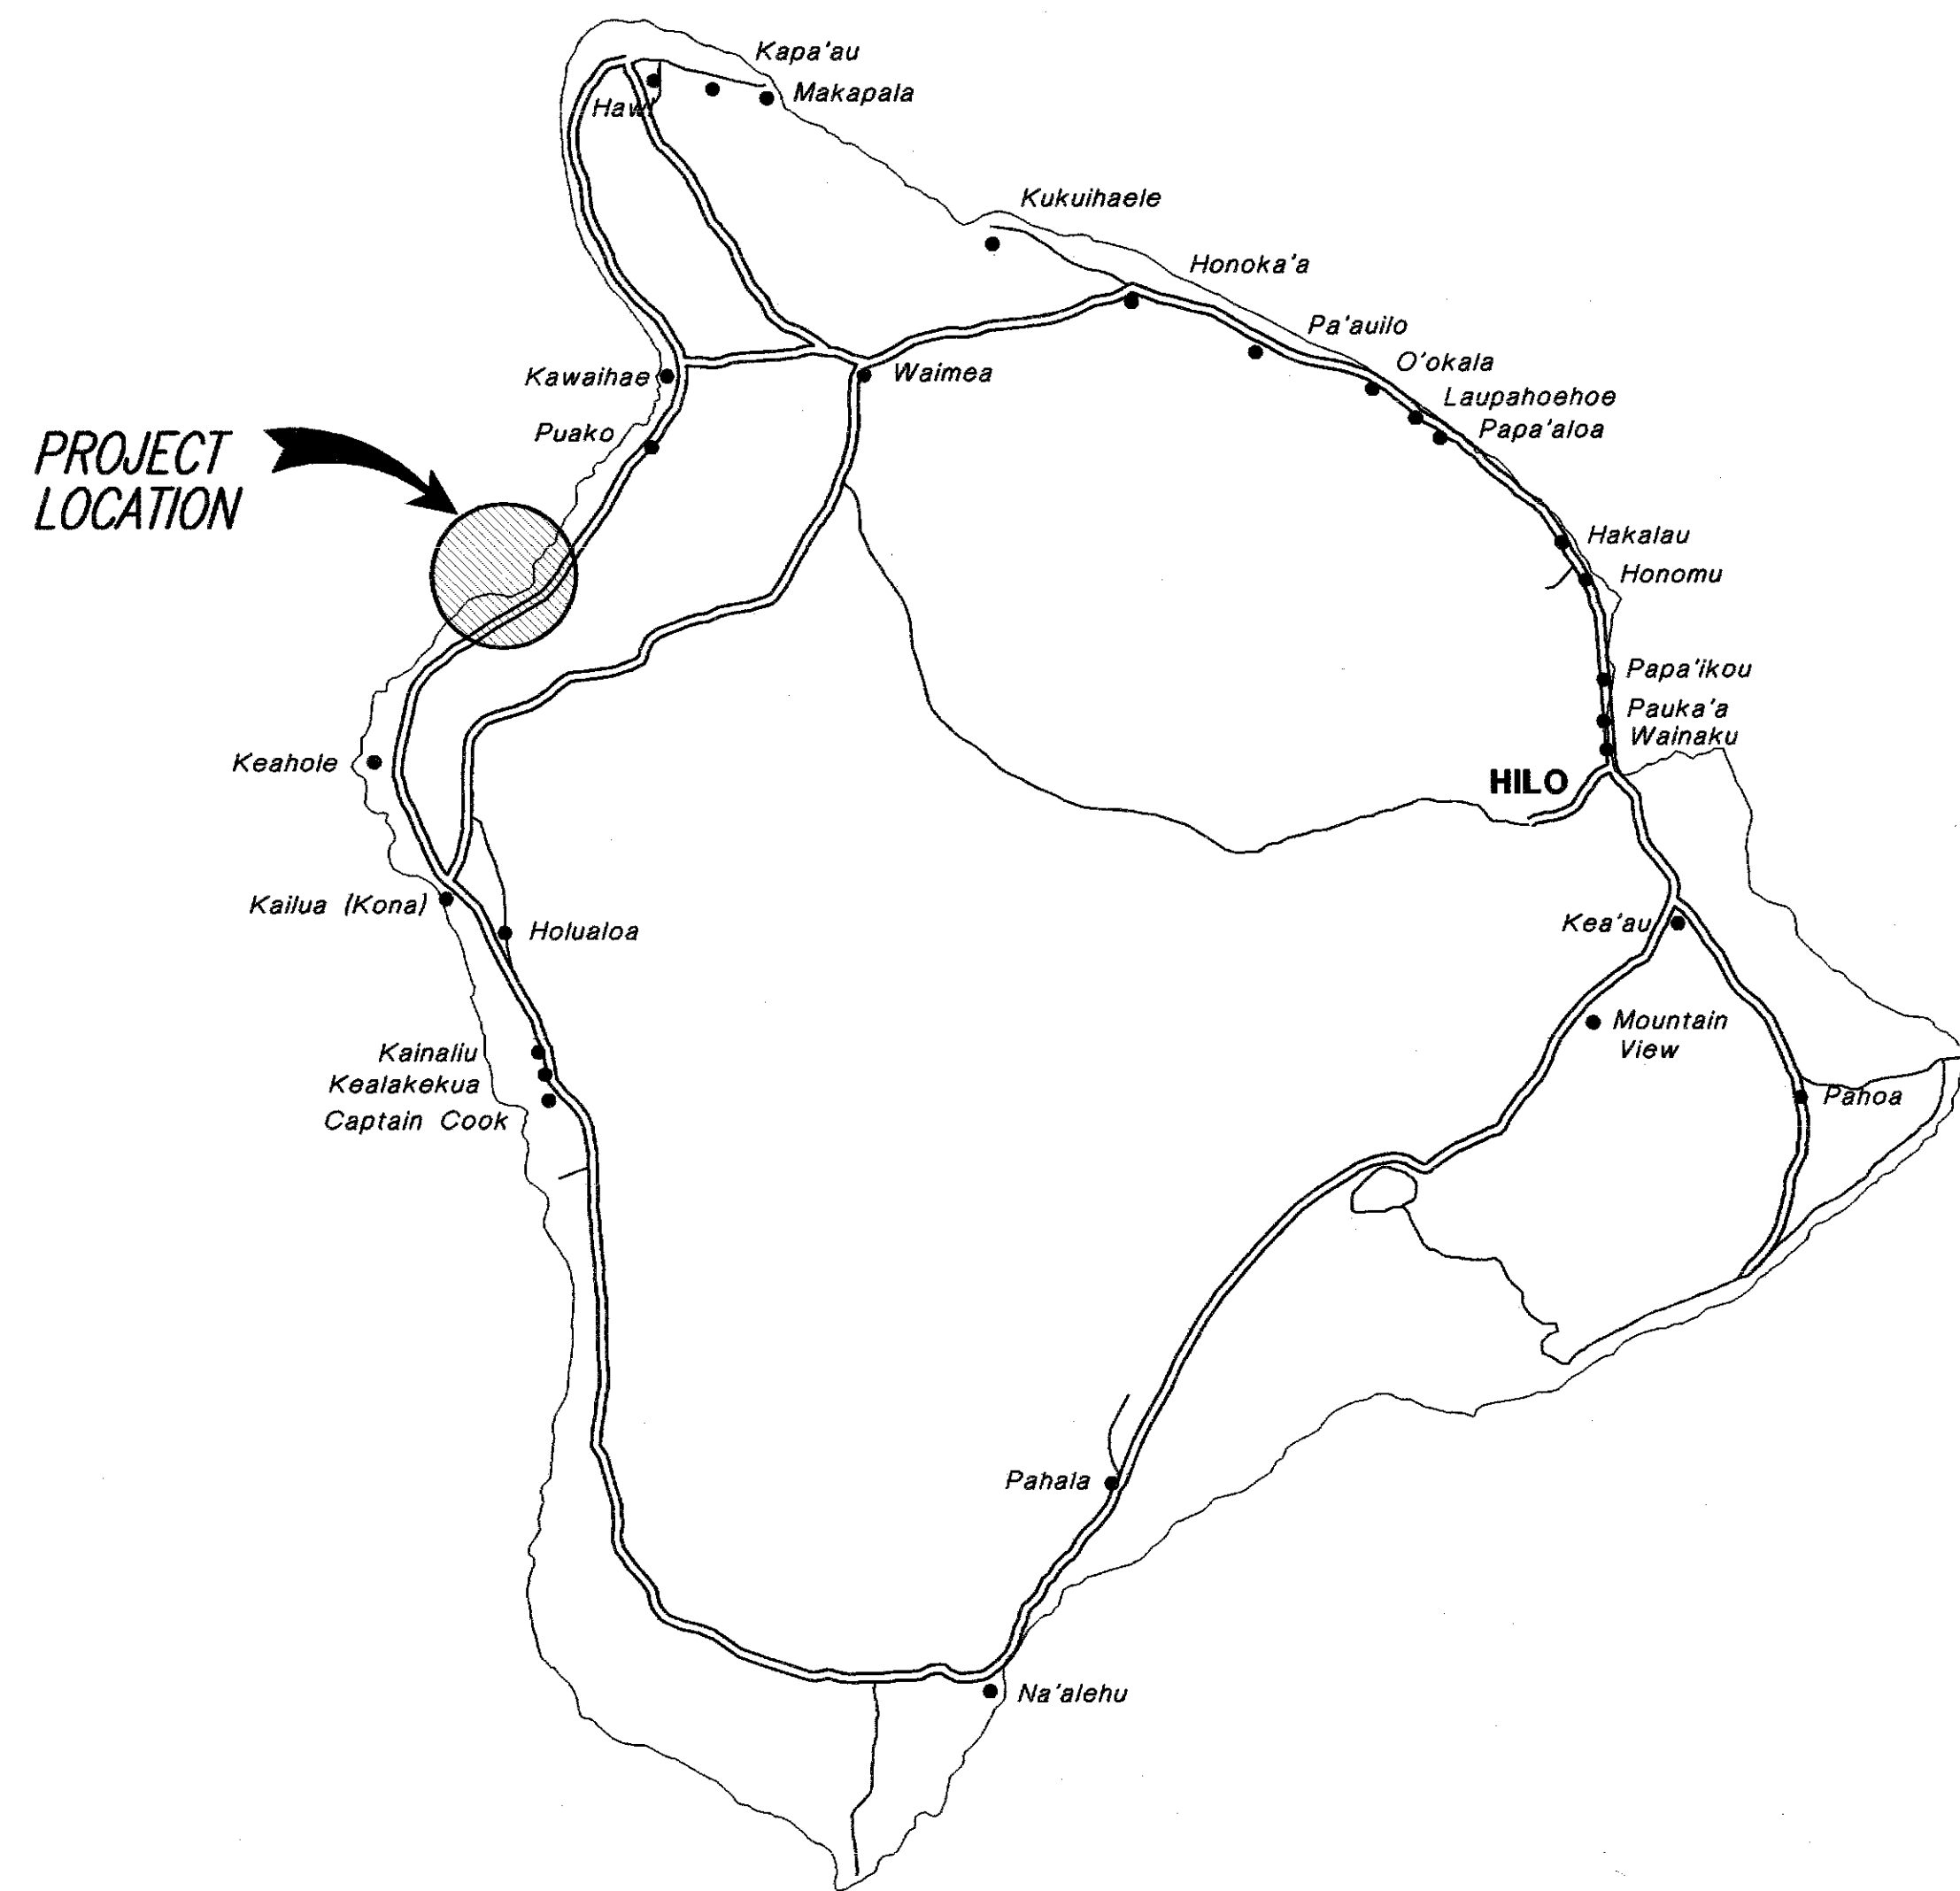 Kapa'au
Makapala
Hawi
Kukuihaele
Honoka'a
Pa'auilo
O'okala
Kawaihae
Waimea
Laupahoehoe
Papa'aloa
Puako
PROJECT
LOCATION
Hakalau
Honomu
Papa'ikou
Pauka'a
Wainaku
Keahole
HILO
Kailua (Kona)
Holualoa
Kea'au
Mountain
View
Kainaliu
Kealakekua
Captain Cook
Pahoa
Pahala
Na'alehu